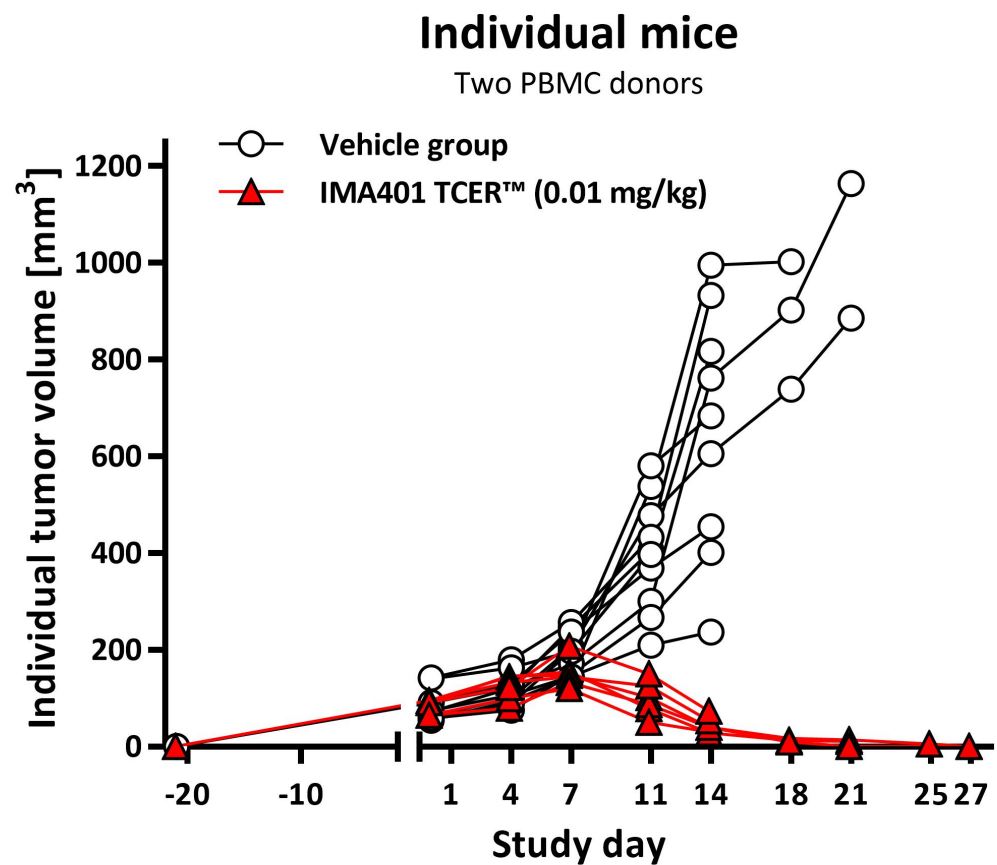 Individual mice
Two PBMC donors
Vehicle group
IMA401 TCER™ (0.01 mg/kg)
Individual tumor volume [mm³]
1200
1000
800
600
400
200
0
-20 -10 1 4 7 11 14 18 21 25 27
Study day